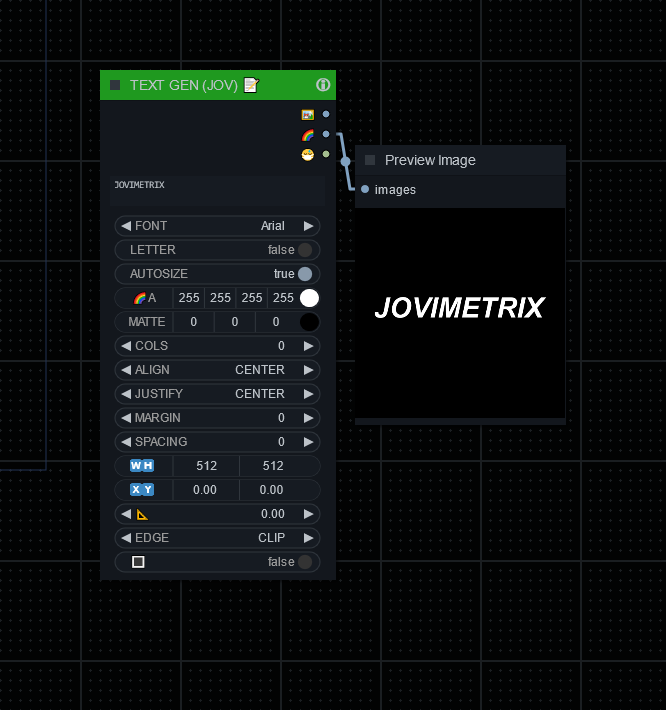 TEXT GEN (JOV) 📝
JOVIMETRIX
FONT Arial
LETTER false
AUTOSIZE true
🌈A 255 255 255 255
MATTE 0 0 0
COLS 0
ALIGN CENTER
JUSTIFY CENTER
MARGIN 0
SPACING 0
WH 512 512
XY 0.00 0.00
📐 0.00
EDGE CLIP
🔳 false
Preview Image
images
JOVIMETRIX